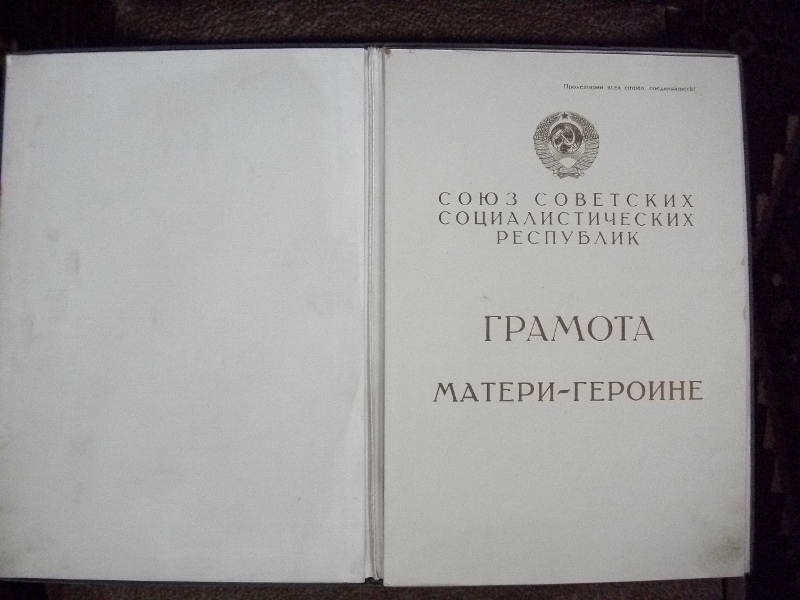 Пролетарии всех стран, соединяйтесь!
СОЮЗ СОВЕТСКИХ
СОЦИАЛИСТИЧЕСКИХ
РЕСПУБЛИК
ГРАМОТА
МАТЕРИ-ГЕРОИНЕ